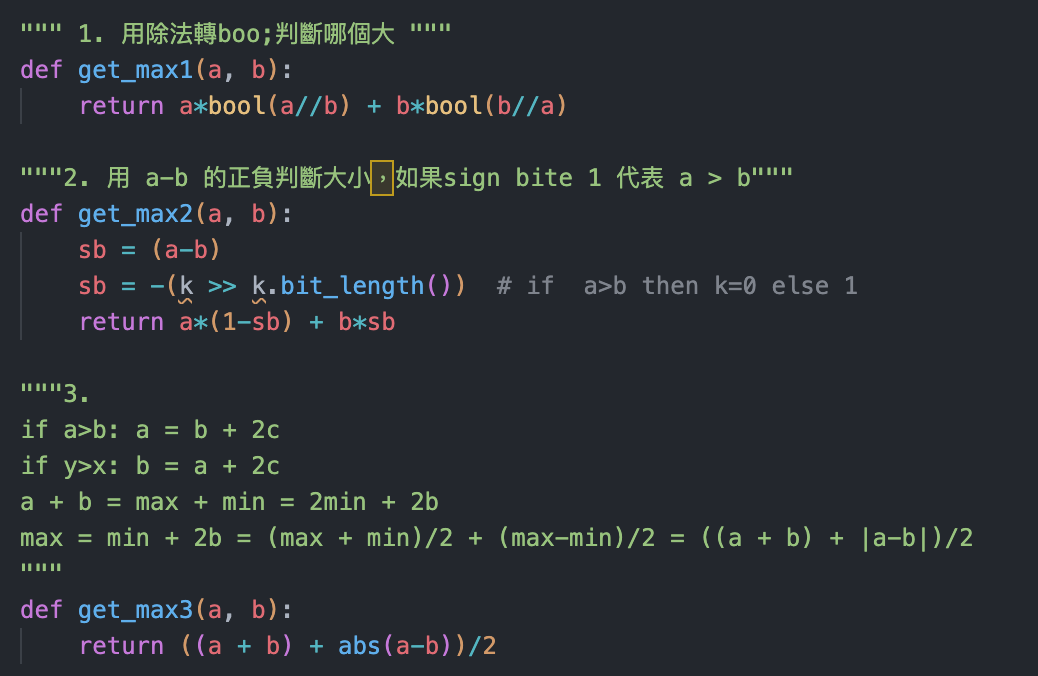 """ 1. 用除法轉boo;判斷哪個大 """
def get_max1(a, b):
    return a*bool(a//b) + b*bool(b//a)
"""2. 用 a-b 的正負判斷大小，如果sign bite 1 代表 a > b"""
def get_max2(a, b):
    sb = (a-b)
    sb = -(k >> k.bit_length())  # if  a>b then k=0 else 1
    return a*(1-sb) + b*sb
"""3.
if a>b: a = b + 2c
if y>x: b = a + 2c
a + b = max + min = 2min + 2b
max = min + 2b = (max + min)/2 + (max-min)/2 = ((a + b) + |a-b|)/2
"""
def get_max3(a, b):
    return ((a + b) + abs(a-b))/2